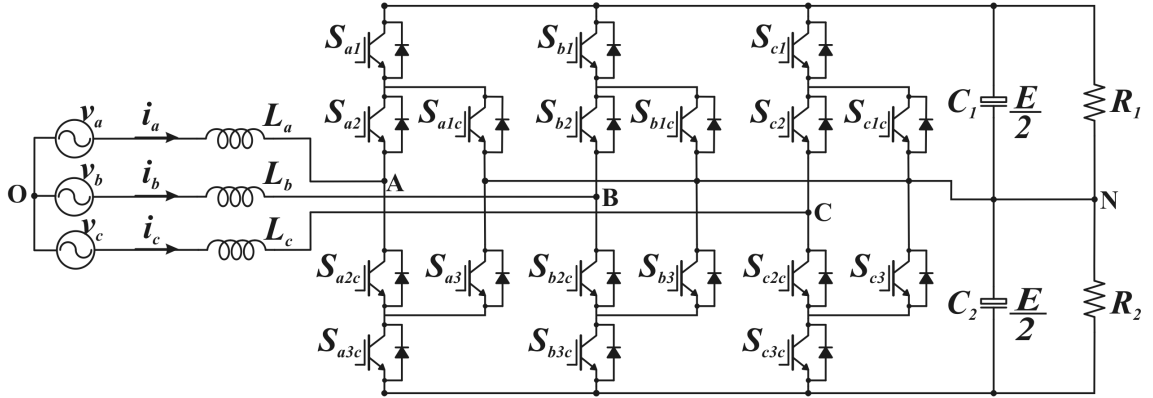 Sa1 Sb1 Sc1
Sa2 Sa1c Sb2 Sb1c Sc2 Sc1c C1 E/2 R1
va ia La
A
O vb ib Lb B N
C
vc ic Lc
Sa2c Sa3 Sb2c Sb3 Sc2c Sc3 C2 E/2 R2
Sa3c Sb3c Sc3c